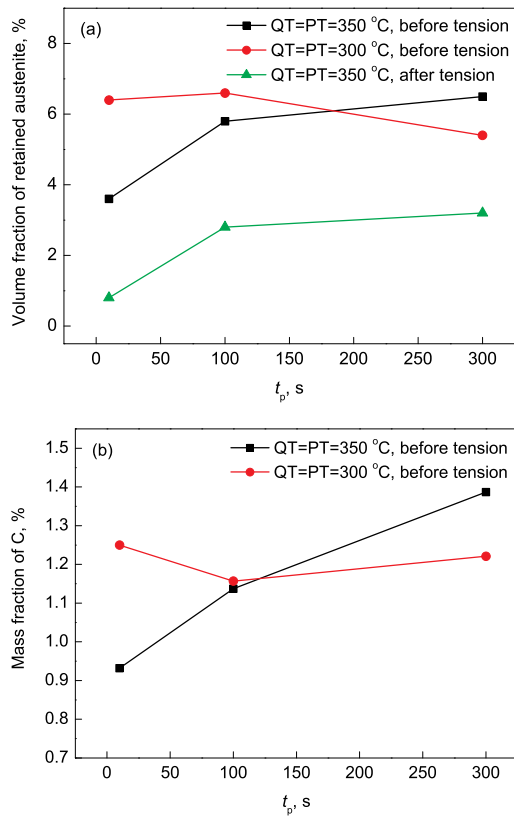 (a)
QT=PT=350 °C, before tension
QT=PT=300 °C, before tension
QT=PT=350 °C, after tension
Volume fraction of retained austenite, %
8
6
4
2
0
0 50 100 150 200 250 300
tp, s
(b)
QT=PT=350 °C, before tension
QT=PT=300 °C, before tension
Mass fraction of C, %
1.5
1.4
1.3
1.2
1.1
1.0
0.9
0.8
0.7
0 50 100 150 200 250 300
tp, s